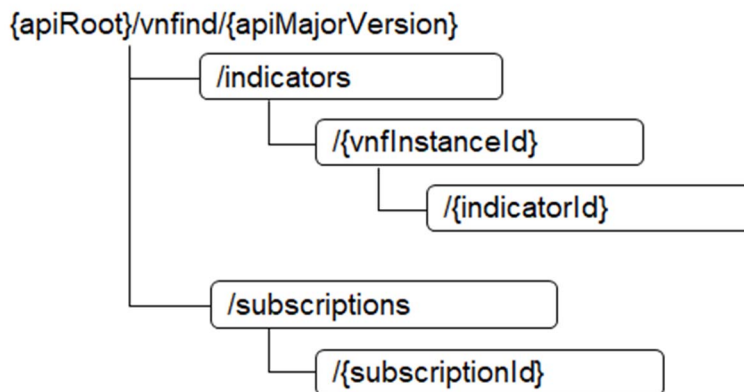 {apiRoot}/vnfind/{apiMajorVersion}
/indicators
/{vnfInstanceId}
/{indicatorId}
/subscriptions
/{subscriptionId}